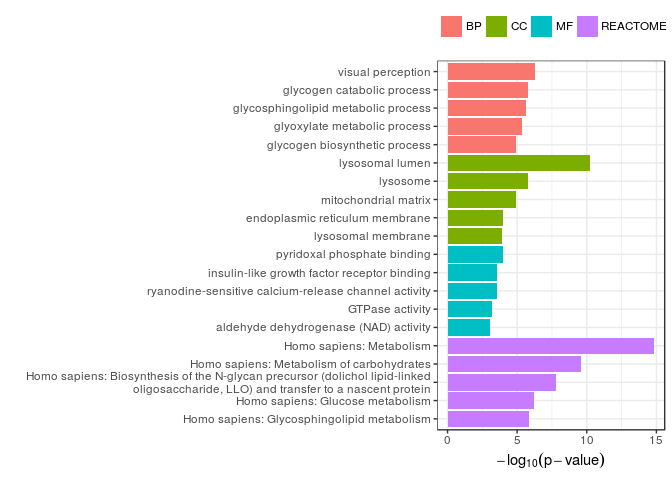 BP CC MF REACTOME
visual perception
glycogen catabolic process
glycosphingolipid metabolic process
glyoxylate metabolic process
glycogen biosynthetic process
lysosomal lumen
lysosome
mitochondrial matrix
endoplasmic reticulum membrane
lysosomal membrane
pyridoxal phosphate binding
insulin-like growth factor receptor binding
ryanodine-sensitive calcium-release channel activity
GTPase activity
aldehyde dehydrogenase (NAD) activity
Homo sapiens: Metabolism
Homo sapiens: Metabolism of carbohydrates
Homo sapiens: Biosynthesis of the N-glycan precursor (dolichol lipid-linked
oligosaccharide, LLO) and transfer to a nascent protein
Homo sapiens: Glucose metabolism
Homo sapiens: Glycosphingolipid metabolism
0 5 10 15
−log10(p−value)